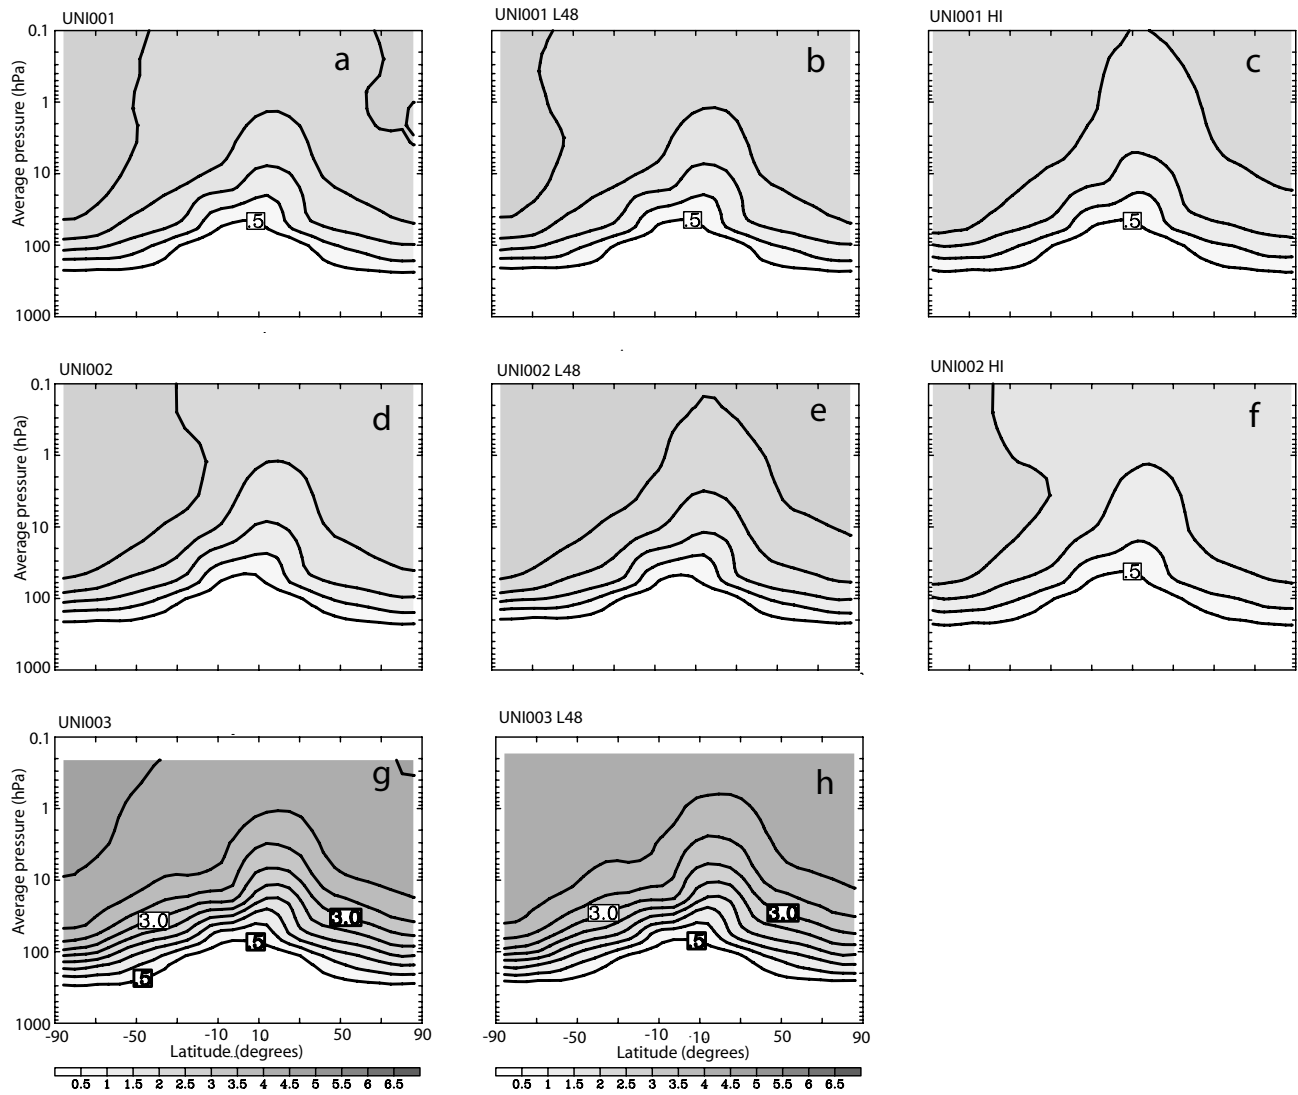 UNI001
UNI001 L48
UNI001 HI
0.1
1
10
100
1000
Average pressure (hPa)
a
b
c
.5
.5
.5
UNI002
UNI002 L48
UNI002 HI
0.1
1
10
100
1000
Average pressure (hPa)
d
e
f
.5
UNI003
UNI003 L48
0.1
1
10
100
1000
Average pressure (hPa)
g
h
3.0
3.0
3.0
3.0
.5
.5
.5
-90 -50 -10 10 50 90
-90 -50 -10 10 50 90
Latitude (degrees)
Latitude (degrees)
0.5 1 1.5 2 2.5 3 3.5 4 4.5 5 5.5 6 6.5
0.5 1 1.5 2 2.5 3 3.5 4 4.5 5 5.5 6 6.5